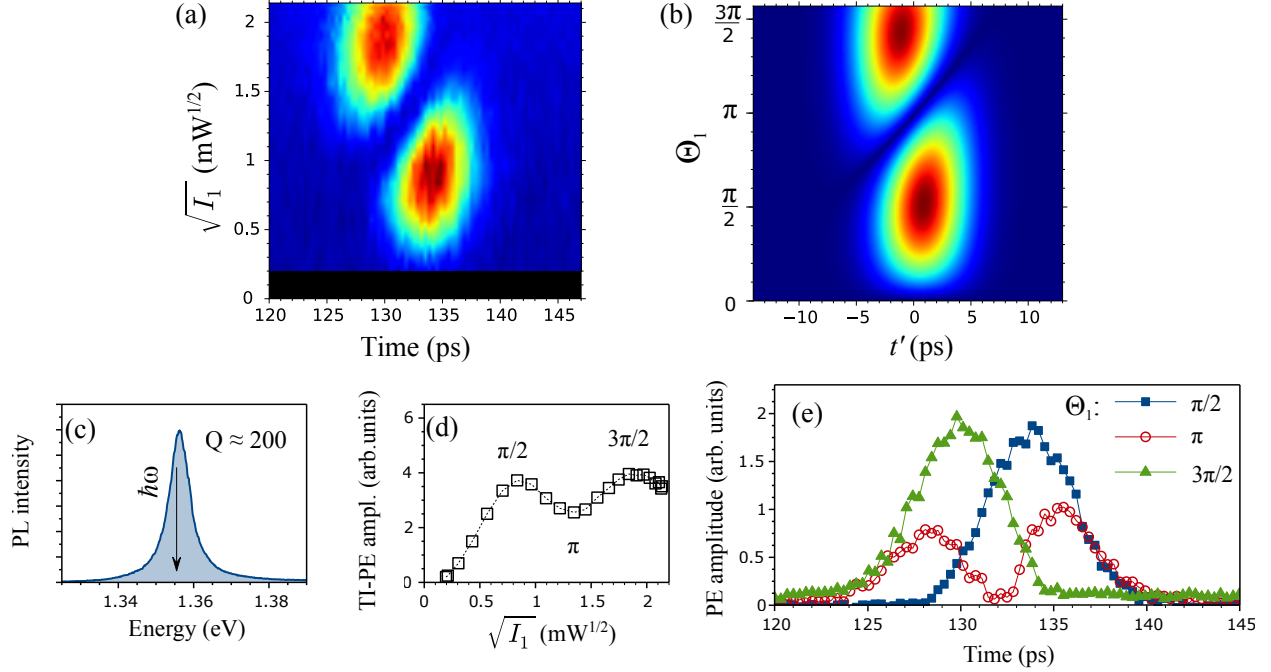 (a)
√I₁ (mW^1/2)
2
1.5
1
0.5
0
120 125 130 135 140 145
Time (ps)
(b)
Θ₁
3π/2
π
π/2
0
−10 −5 0 5 10
t′ (ps)
(c)
Q ≈ 200
ħω
PL intensity
1.34 1.36 1.38
Energy (eV)
(d)
TI-PE ampl. (arb.units)
6
4
2
0
π/2
3π/2
π
0 0.5 1 1.5 2
√I₁ (mW^1/2)
(e)
Θ₁:
π/2
π
3π/2
PE amplitude (arb. units)
2
1.5
1
0.5
0
120 125 130 135 140 145
Time (ps)